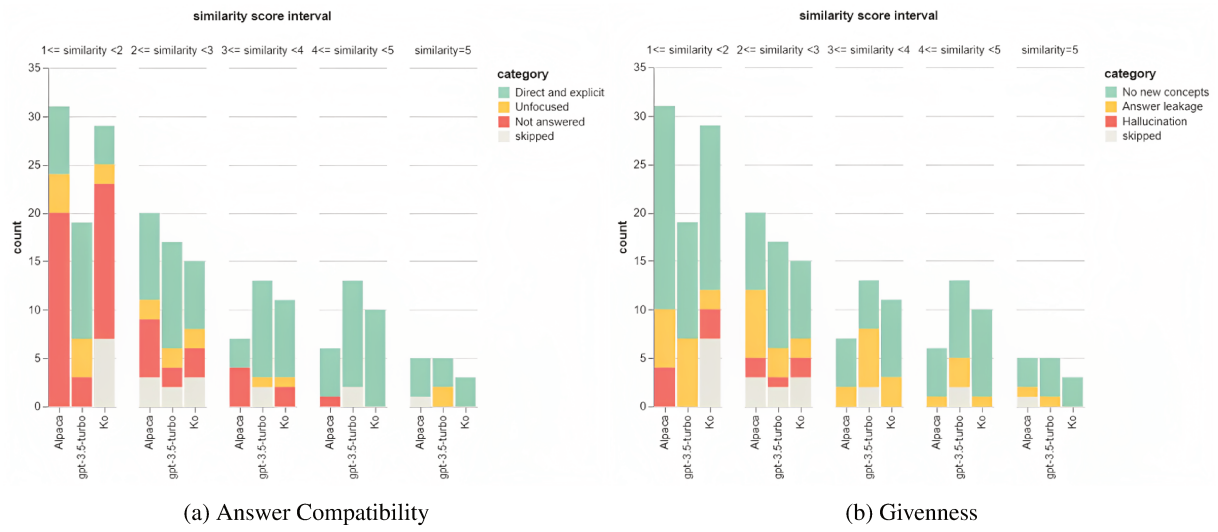 similarity score interval
1<= similarity <2 2<= similarity <3 3<= similarity <4 4<= similarity <5 similarity=5
35
30
25
20
15
10
5
0
count
Alpaca gpt-3.5-turbo Ko Alpaca gpt-3.5-turbo Ko Alpaca gpt-3.5-turbo Ko Alpaca gpt-3.5-turbo Ko Alpaca gpt-3.5-turbo Ko
category
Direct and explicit
Unfocused
Not answered
skipped
(a) Answer Compatibility
similarity score interval
1<= similarity <2 2<= similarity <3 3<= similarity <4 4<= similarity <5 similarity=5
35
30
25
20
15
10
5
0
count
Alpaca gpt-3.5-turbo Ko Alpaca gpt-3.5-turbo Ko Alpaca gpt-3.5-turbo Ko Alpaca gpt-3.5-turbo Ko Alpaca gpt-3.5-turbo Ko
category
No new concepts
Answer leakage
Hallucination
skipped
(b) Givenness